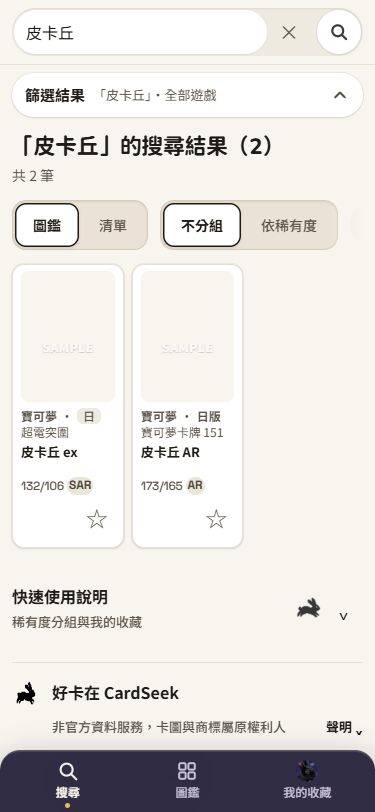 皮卡丘
篩選結果 「皮卡丘」・全部遊戲
「皮卡丘」的搜尋結果（2）
共 2 筆
圖鑑 清單 不分組 依稀有度
SAMPLE SAMPLE
寶可夢 ・ 日
超電突圍
皮卡丘 ex
132/106 SAR
寶可夢 ・ 日版
寶可夢卡牌 151
皮卡丘 AR
173/165 AR
快速使用說明
稀有度分組與我的收藏
好卡在 CardSeek
非官方資料服務，卡圖與商標屬原權利人 聲明
搜尋 圖鑑 我的收藏